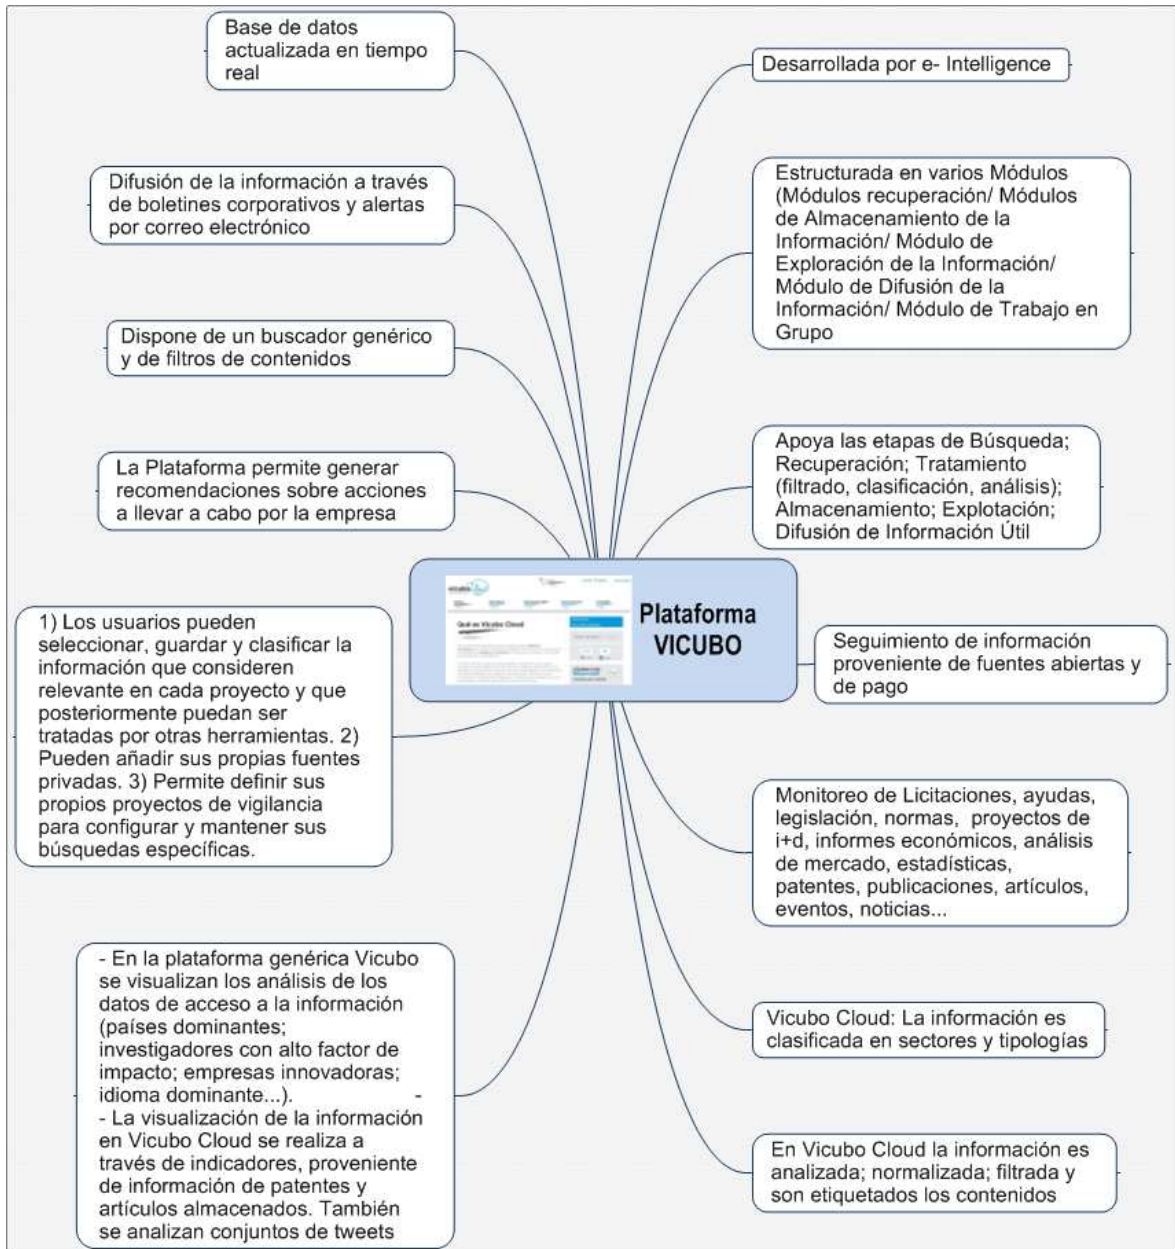 Base de datos
actualizada en tiempo
real
Difusión de la información a través
de boletines corporativos y alertas
por correo electrónico
Dispone de un buscador genérico
y de filtros de contenidos
La Plataforma permite generar
recomendaciones sobre acciones
a llevar a cabo por la empresa
1) Los usuarios pueden
seleccionar, guardar y clasificar la
información que consideren
relevante en cada proyecto y que
posteriormente puedan ser
tratadas por otras herramientas. 2)
Pueden añadir sus propias fuentes
privadas. 3) Permite definir sus
propios proyectos de vigilancia
para configurar y mantener sus
búsquedas específicas.
- En la plataforma genérica Vicubo
se visualizan los análisis de los
datos de acceso a la información
(países dominantes;
investigadores con alto factor de
impacto; empresas innovadoras;
idioma dominante...). -
- La visualización de la información
en Vicubo Cloud se realiza a
través de indicadores, proveniente
de información de patentes y
artículos almacenados. También
se analizan conjuntos de tweets
Qué es Vicubo Cloud
Plataforma
VICUBO
Desarrollada por e- Intelligence
Estructurada en varios Módulos
(Módulos recuperación/ Módulos
de Almacenamiento de la
Información/ Módulo de
Exploración de la Información/
Módulo de Difusión de la
Información/ Módulo de Trabajo en
Grupo
Apoya las etapas de Búsqueda;
Recuperación; Tratamiento
(filtrado, clasificación, análisis);
Almacenamiento; Explotación;
Difusión de Información Útil
Seguimiento de información
proveniente de fuentes abiertas y
de pago
Monitoreo de Licitaciones, ayudas,
legislación, normas, proyectos de
i+d, informes económicos, análisis
de mercado, estadísticas,
patentes, publicaciones, artículos,
eventos, noticias...
Vicubo Cloud: La información es
clasificada en sectores y tipologías
En Vicubo Cloud la información es
analizada; normalizada; filtrada y
son etiquetados los contenidos